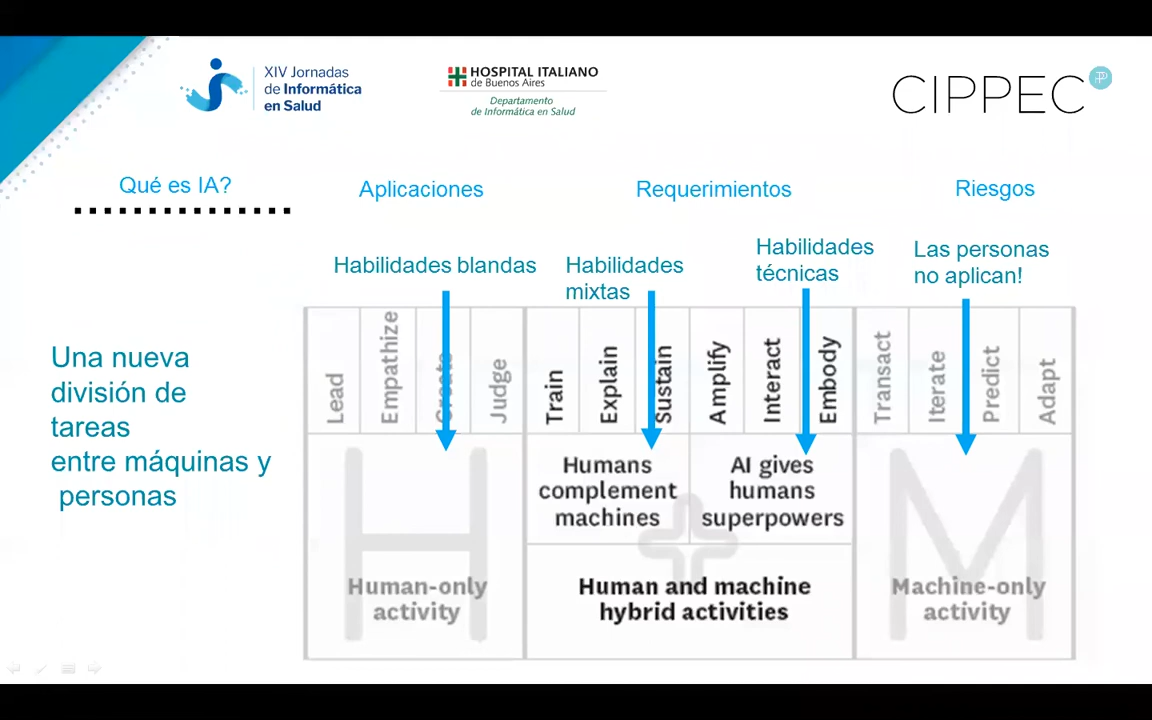 XIV Jornadas
de Informática
en Salud
HOSPITAL ITALIANO
de Buenos Aires
Departamento
de Informática en Salud
CIPPEC
Qué es IA?
Aplicaciones
Requerimientos
Riesgos
Habilidades blandas
Habilidades
mixtas
Habilidades
técnicas
Las personas
no aplican!
Una nueva
división de
tareas
entre máquinas y
personas
Lead
Empathize
Create
Judge
Train
Explain
Sustain
Amplify
Interact
Embody
Transact
Iterate
Predict
Adapt
H
Humans
complement
machines
AI gives
humans
superpowers
M
Human-only
activity
Human and machine
hybrid activities
Machine-only
activity